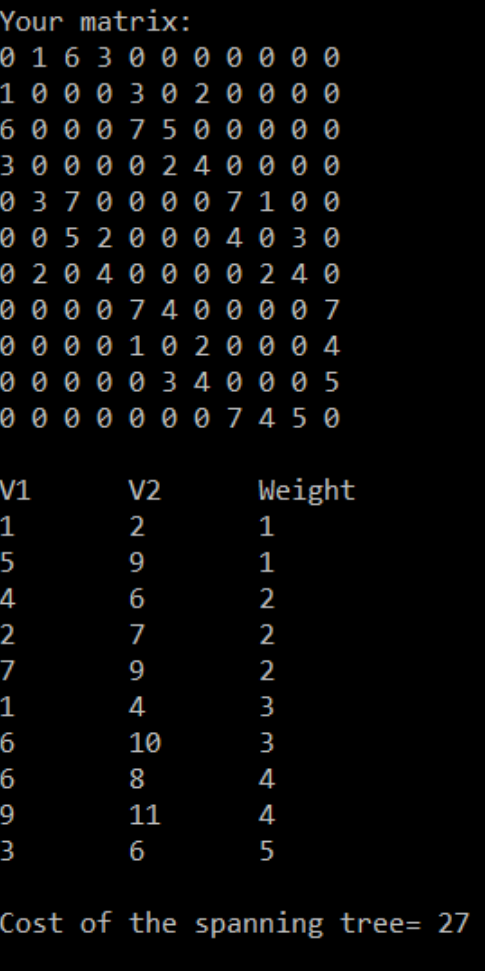 Your matrix:
0 1 6 3 0 0 0 0 0 0 0
1 0 0 0 3 0 2 0 0 0 0
6 0 0 0 7 5 0 0 0 0 0
3 0 0 0 0 2 4 0 0 0 0
0 3 7 0 0 0 0 7 1 0 0
0 0 5 2 0 0 0 4 0 3 0
0 2 0 4 0 0 0 0 2 4 0
0 0 0 0 7 4 0 0 0 0 7
0 0 0 0 1 0 2 0 0 0 4
0 0 0 0 0 3 4 0 0 0 5
0 0 0 0 0 0 0 7 4 5 0
V1 V2 Weight
1 2 1
5 9 1
4 6 2
2 7 2
7 9 2
1 4 3
6 10 3
6 8 4
9 11 4
3 6 5
Cost of the spanning tree= 27